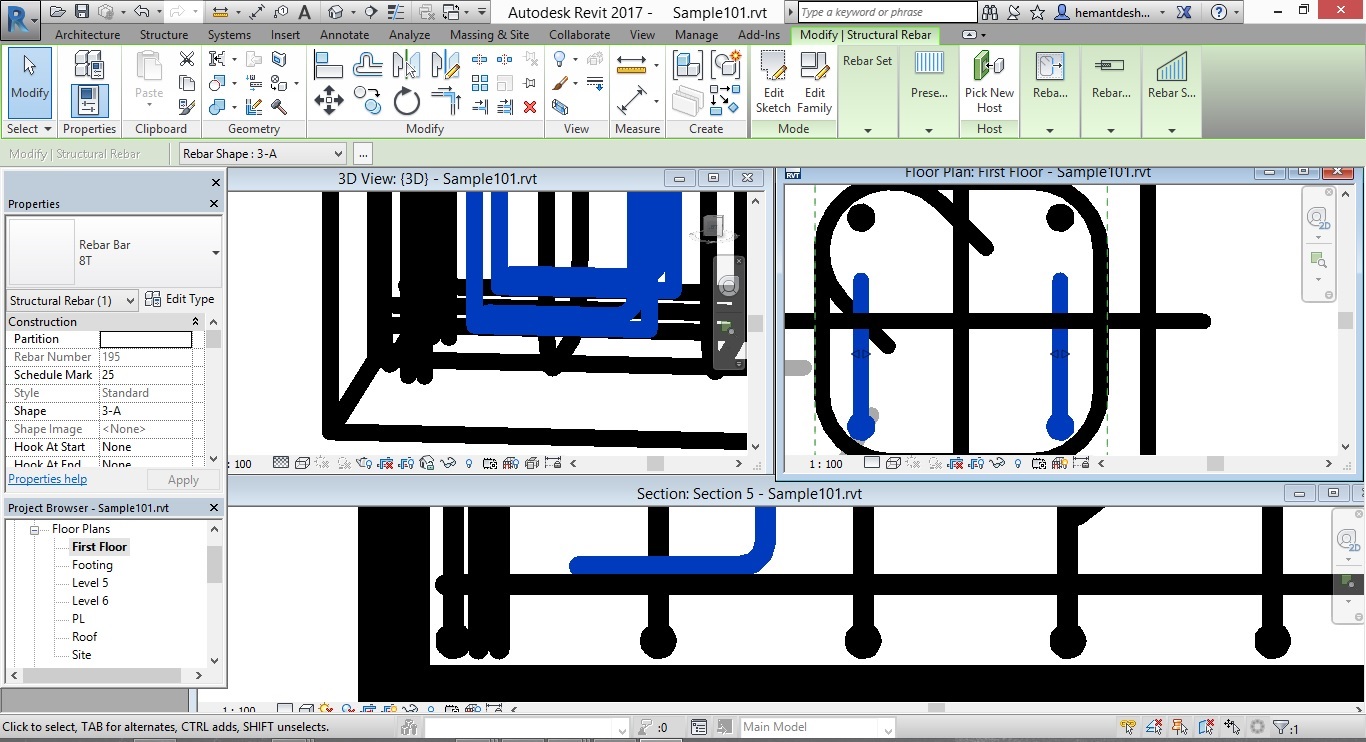 Autodesk Revit 2017 - Sample101.rvt
Type a keyword or phrase
hemantdesh...
Architecture Structure Systems Insert Annotate Analyze Massing & Site Collaborate View Manage Add-Ins Modify | Structural Rebar
Modify
Paste
Edit Sketch
Edit Family
Rebar Set
Prese...
Pick New Host
Reba...
Rebar...
Rebar S...
Select Properties Clipboard Geometry Modify View Measure Create Mode Host
Modify | Structural Rebar
Rebar Shape : 3-A
...
3D View: {3D} - Sample101.rvt
Floor Plan: First Floor - Sample101.rvt
Properties
Rebar Bar
8T
Structural Rebar (1)
Edit Type
Construction
Partition
Rebar Number 195
Schedule Mark 25
Style Standard
Shape 3-A
Shape Image <None>
Hook At Start None
Hook At End None
Properties help
Apply
: 100
1 : 100
2D
Section: Section 5 - Sample101.rvt
2D
Project Browser - Sample101.rvt
Floor Plans
First Floor
Footing
Level 5
Level 6
PL
Roof
Site
1 : 100
Click to select, TAB for alternates, CTRL adds, SHIFT unselects.
:0
Main Model
:1